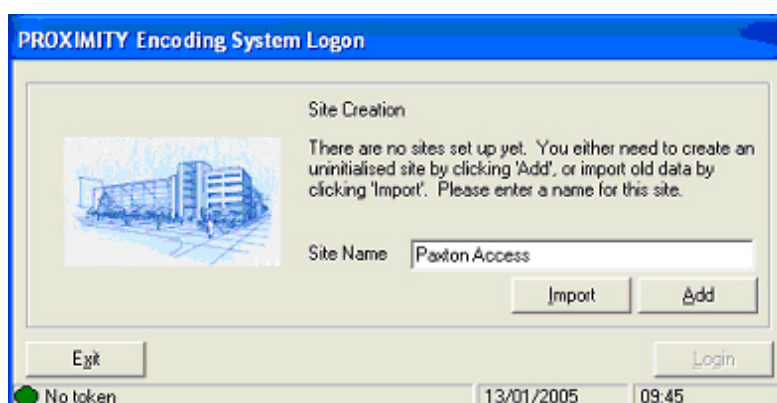 PROXIMITY Encoding System Logon
Site Creation
There are no sites set up yet. You either need to create an
uninitialised site by clicking 'Add', or import old data by
clicking 'Import'. Please enter a name for this site.
Site Name Paxton Access
Import Add
Exit Login
No token 13/01/2005 09:45